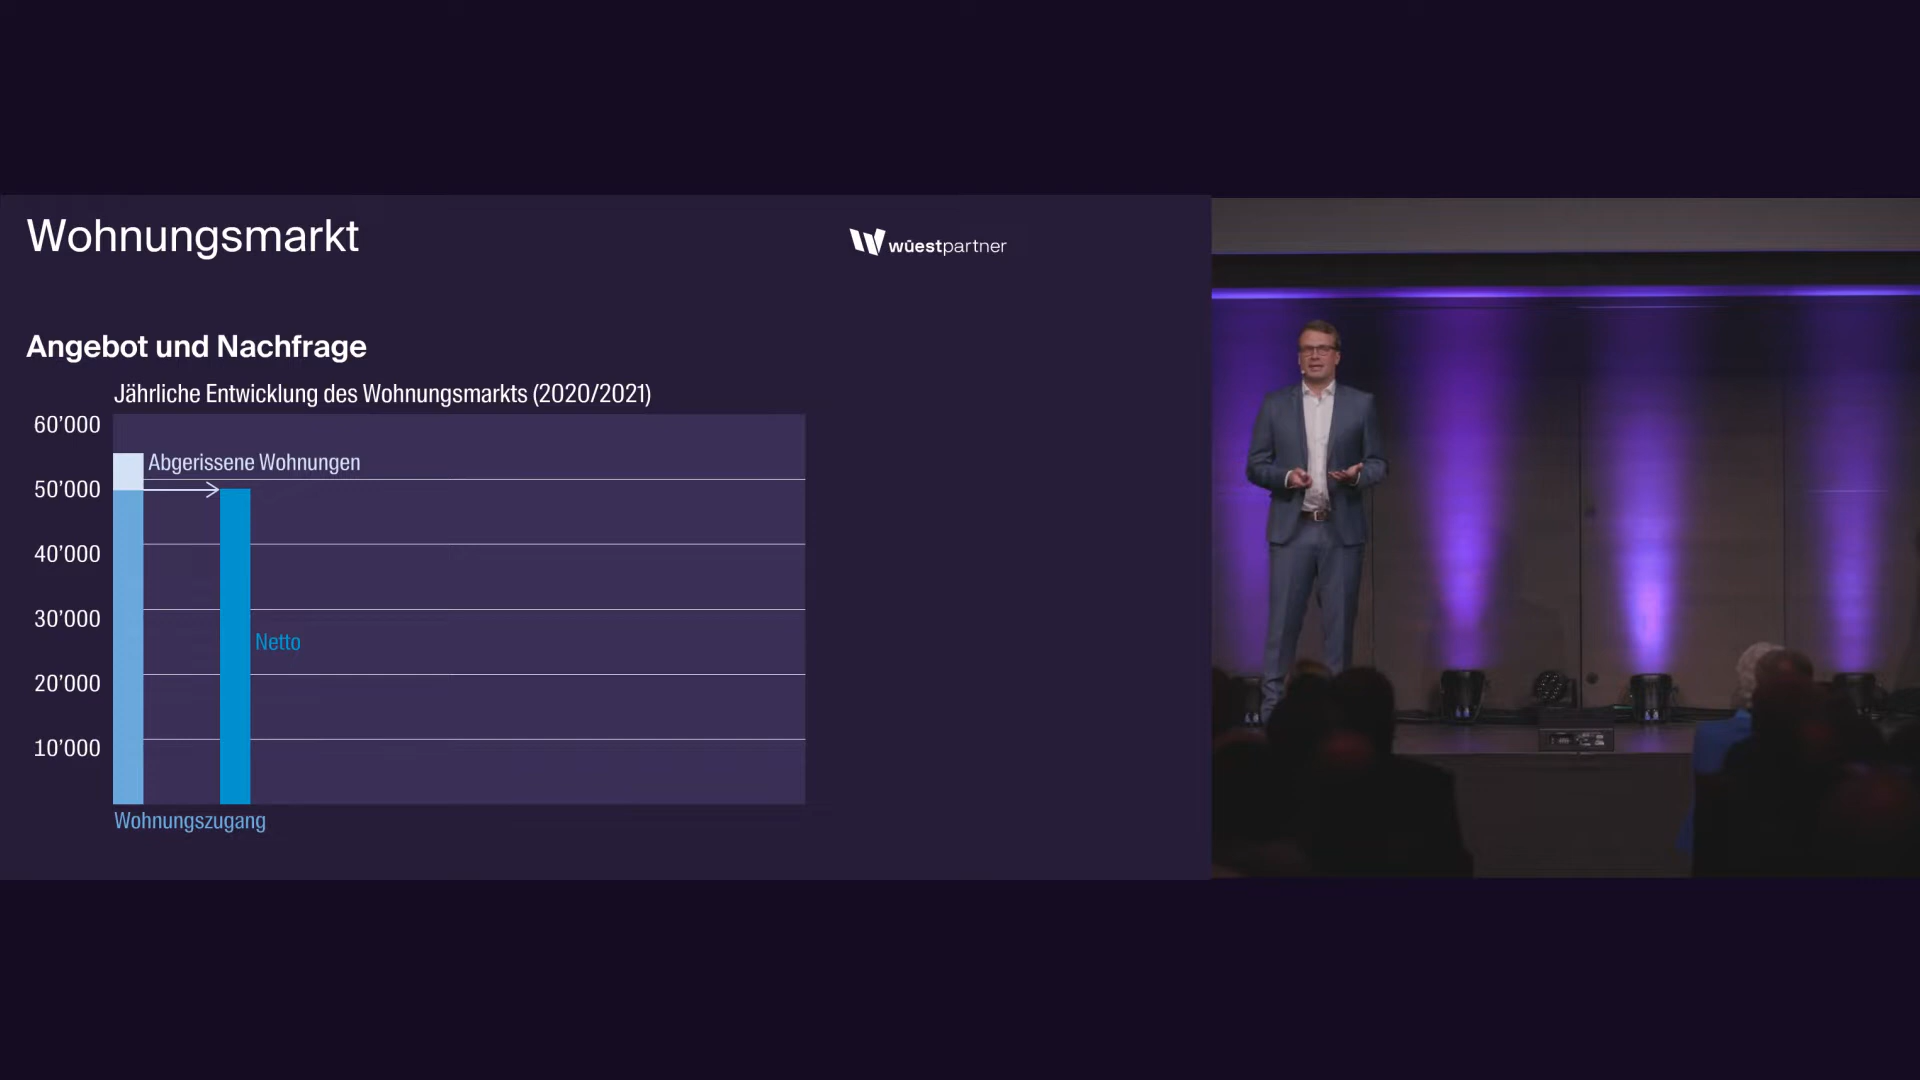 Wohnungsmarkt
wüestpartner
Angebot und Nachfrage
Jährliche Entwicklung des Wohnungsmarkts (2020/2021)
60’000
Abgerissene Wohnungen
50’000
40’000
30’000
Netto
20’000
10’000
Wohnungszugang